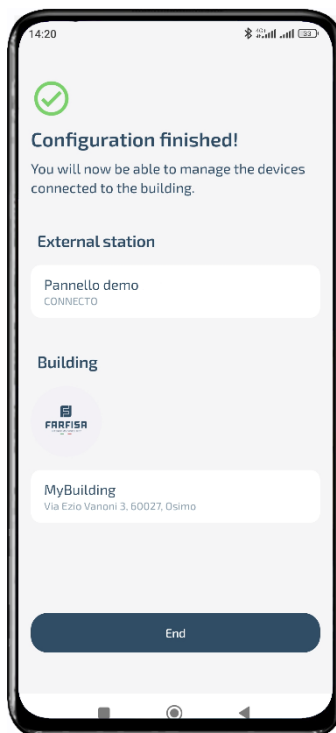 14:20
53
Configuration finished!
You will now be able to manage the devices
connected to the building.
External station
Pannello demo
CONNECTO
Building
FARFISA
MyBuilding
Via Ezio Vanoni 3, 60027, Osimo
End